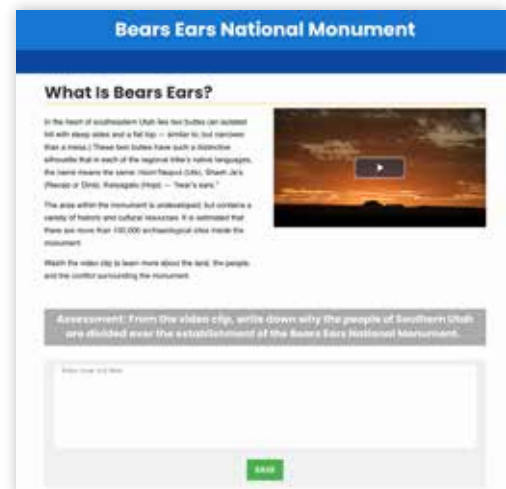 Bears Ears National Monument
What Is Bears Ears?
In the heart of southeastern Utah lies two buttes (an isolated
hill with steep sides and a flat top — similar to, but narrower
than a mesa.) These two buttes have such a distinctive
silhouette that in each of the regional tribe's native languages,
the name means the same: (Ute), Shash Ja'a
(Navajo or Diné), (Hopi) — "bear's ears."
The area within the monument is undeveloped, but contains a
variety of historic and cultural resources. It is estimated that
there are more than 100,000 archaeological sites inside the
monument.
Watch the video clip to learn more about the land, the people,
and the conflict surrounding the monument.
Assessment: From the video clip, write down why the people of Southern Utah
are divided over the establishment of the Bears Ears National Monument.
SAVE